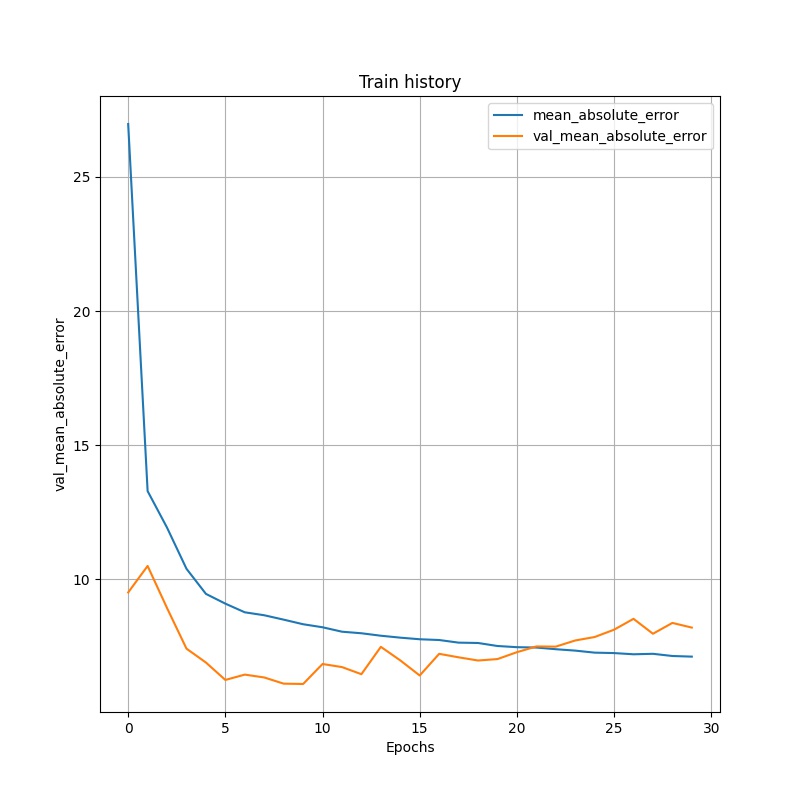 Train history
mean_absolute_error
val_mean_absolute_error
val_mean_absolute_error
25
20
15
10
0 5 10 15 20 25 30
Epochs